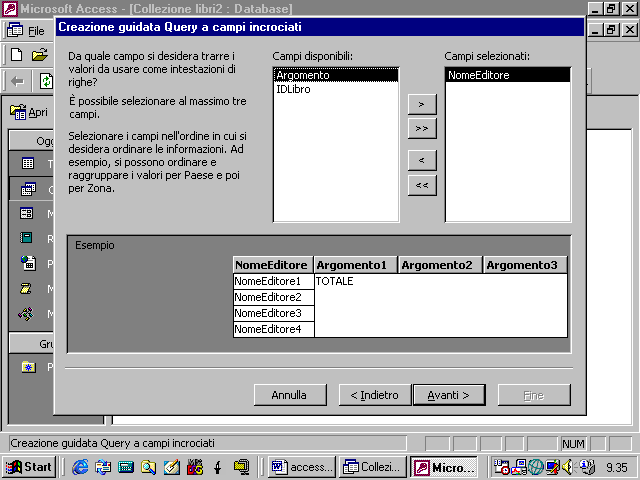 Microsoft Access - [Collezione libri2 : Database]
File
Creazione guidata Query a campi incrociati
Da quale campo si desidera trarre i
valori da usare come intestazioni di
righe?
È possibile selezionare al massimo tre
campi.
Selezionare i campi nell'ordine in cui si
desidera ordinare le informazioni. Ad
esempio, si possono ordinare e
raggruppare i valori per Paese e poi
per Zona.
Campi disponibili:
Argomento
IDLibro
>
>>
<
<<
Campi selezionati:
NomeEditore
Apri
Ogg
Gru
Esempio
NomeEditore Argomento1 Argomento2 Argomento3
NomeEditore1 TOTALE
NomeEditore2
NomeEditore3
NomeEditore4
Annulla
< Indietro
Avanti >
Fine
Creazione guidata Query a campi incrociati
NUM
Start
access...
Collezi...
Micro...
9.35